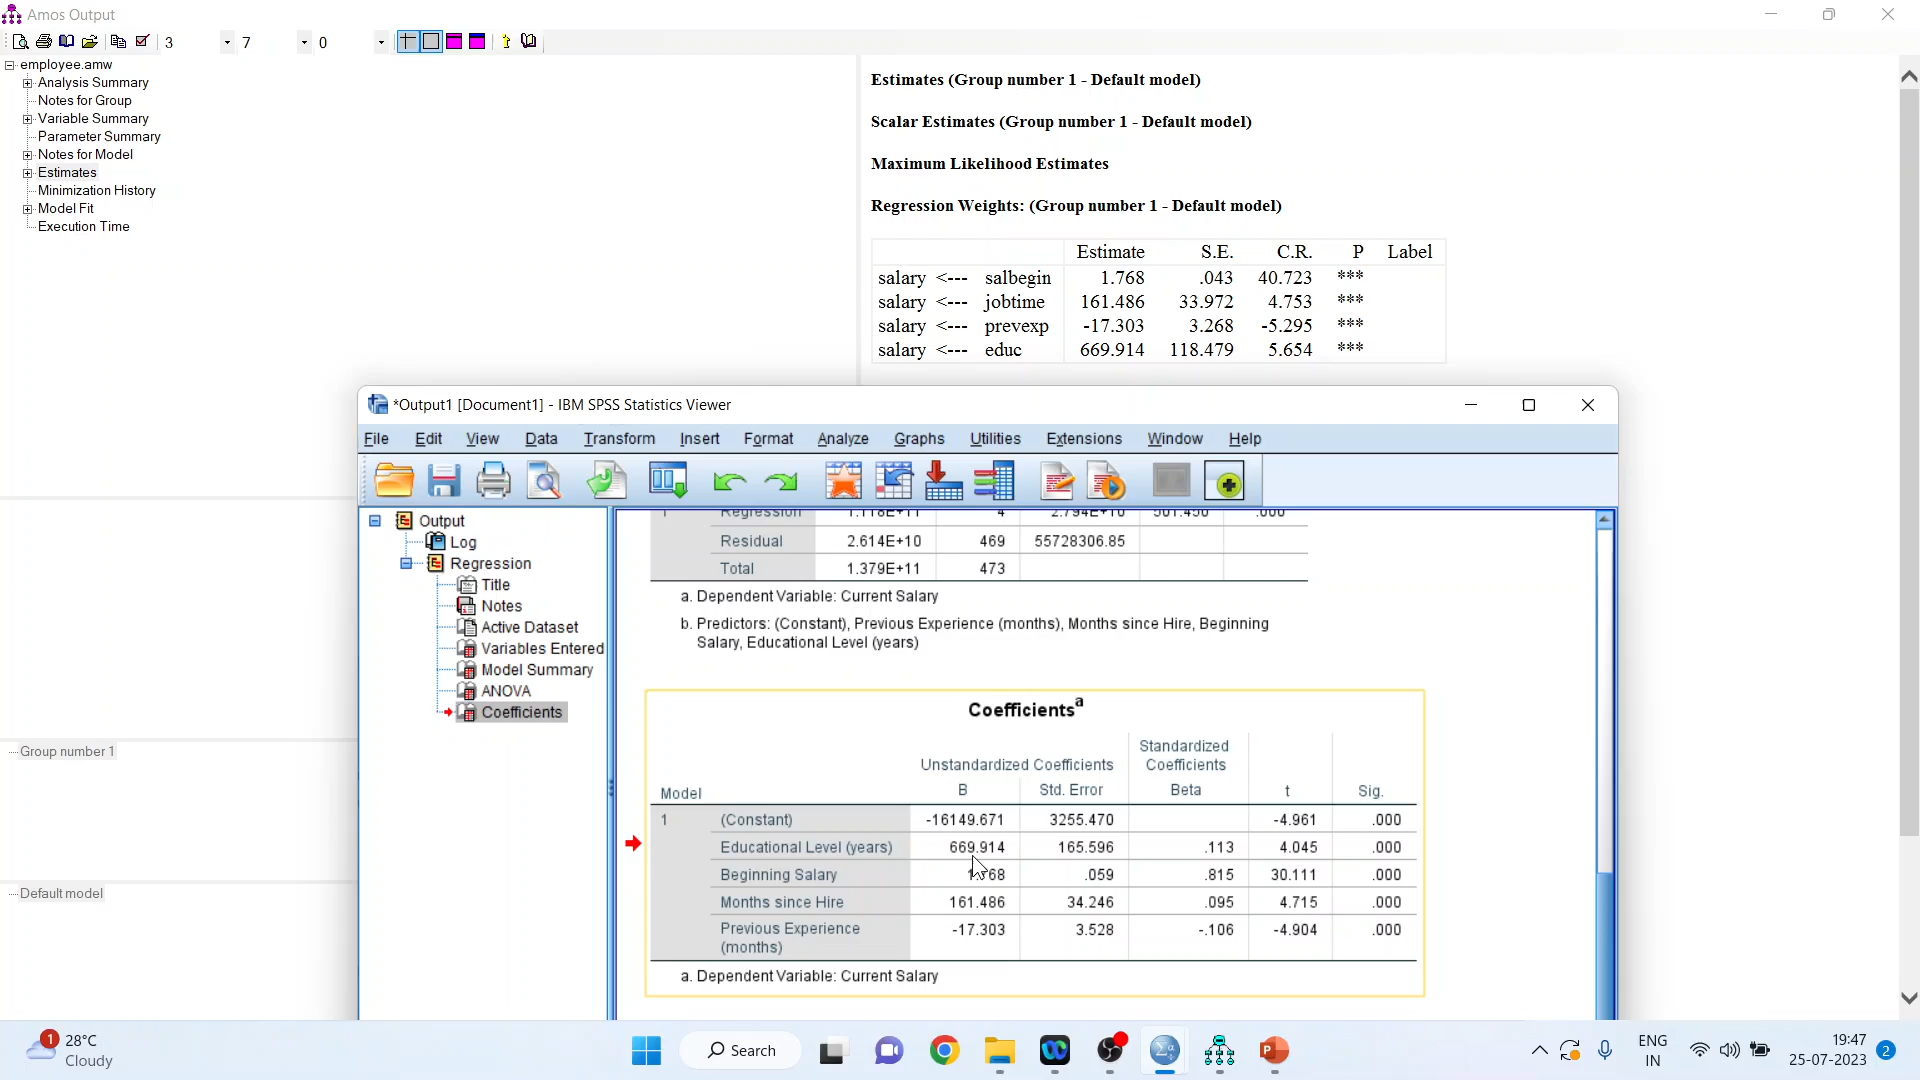 Amos Output
3 7 0
employee.amw
Analysis Summary
Notes for Group
Variable Summary
Parameter Summary
Notes for Model
Estimates
Minimization History
Model Fit
Execution Time
Group number 1
Default model
Estimates (Group number 1 - Default model)
Scalar Estimates (Group number 1 - Default model)
Maximum Likelihood Estimates
Regression Weights: (Group number 1 - Default model)
Estimate S.E. C.R. P Label
salary <--- salbegin 1.768 .043 40.723 ***
salary <--- jobtime 161.486 33.972 4.753 ***
salary <--- prevexp -17.303 3.268 -5.295 ***
salary <--- educ 669.914 118.479 5.654 ***
*Output1 [Document1] - IBM SPSS Statistics Viewer
File Edit View Data Transform Insert Format Analyze Graphs Utilities Extensions Window Help
Output
Log
Regression
Title
Notes
Active Dataset
Variables Entered
Model Summary
ANOVA
Coefficients
1 Regression 1.118E+11 4 2.794E+10 501.450 .000
Residual 2.614E+10 469 55728306.85
Total 1.379E+11 473
a. Dependent Variable: Current Salary
b. Predictors: (Constant), Previous Experience (months), Months since Hire, Beginning
Salary, Educational Level (years)
Coefficientsa
Unstandardized Coefficients Standardized Coefficients
Model B Std. Error Beta t Sig.
1 (Constant) -16149.671 3255.470 -4.961 .000
Educational Level (years) 669.914 165.596 .113 4.045 .000
Beginning Salary 1.768 .059 .815 30.111 .000
Months since Hire 161.486 34.246 .095 4.715 .000
Previous Experience (months) -17.303 3.528 -.106 -4.904 .000
a. Dependent Variable: Current Salary
1 28°C
Cloudy
Search
ENG
IN
19:47
25-07-2023
2